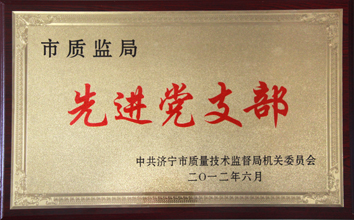 市质监局
先进党支部
中共济宁市质量技术监督局机关委员会
二〇一二年六月